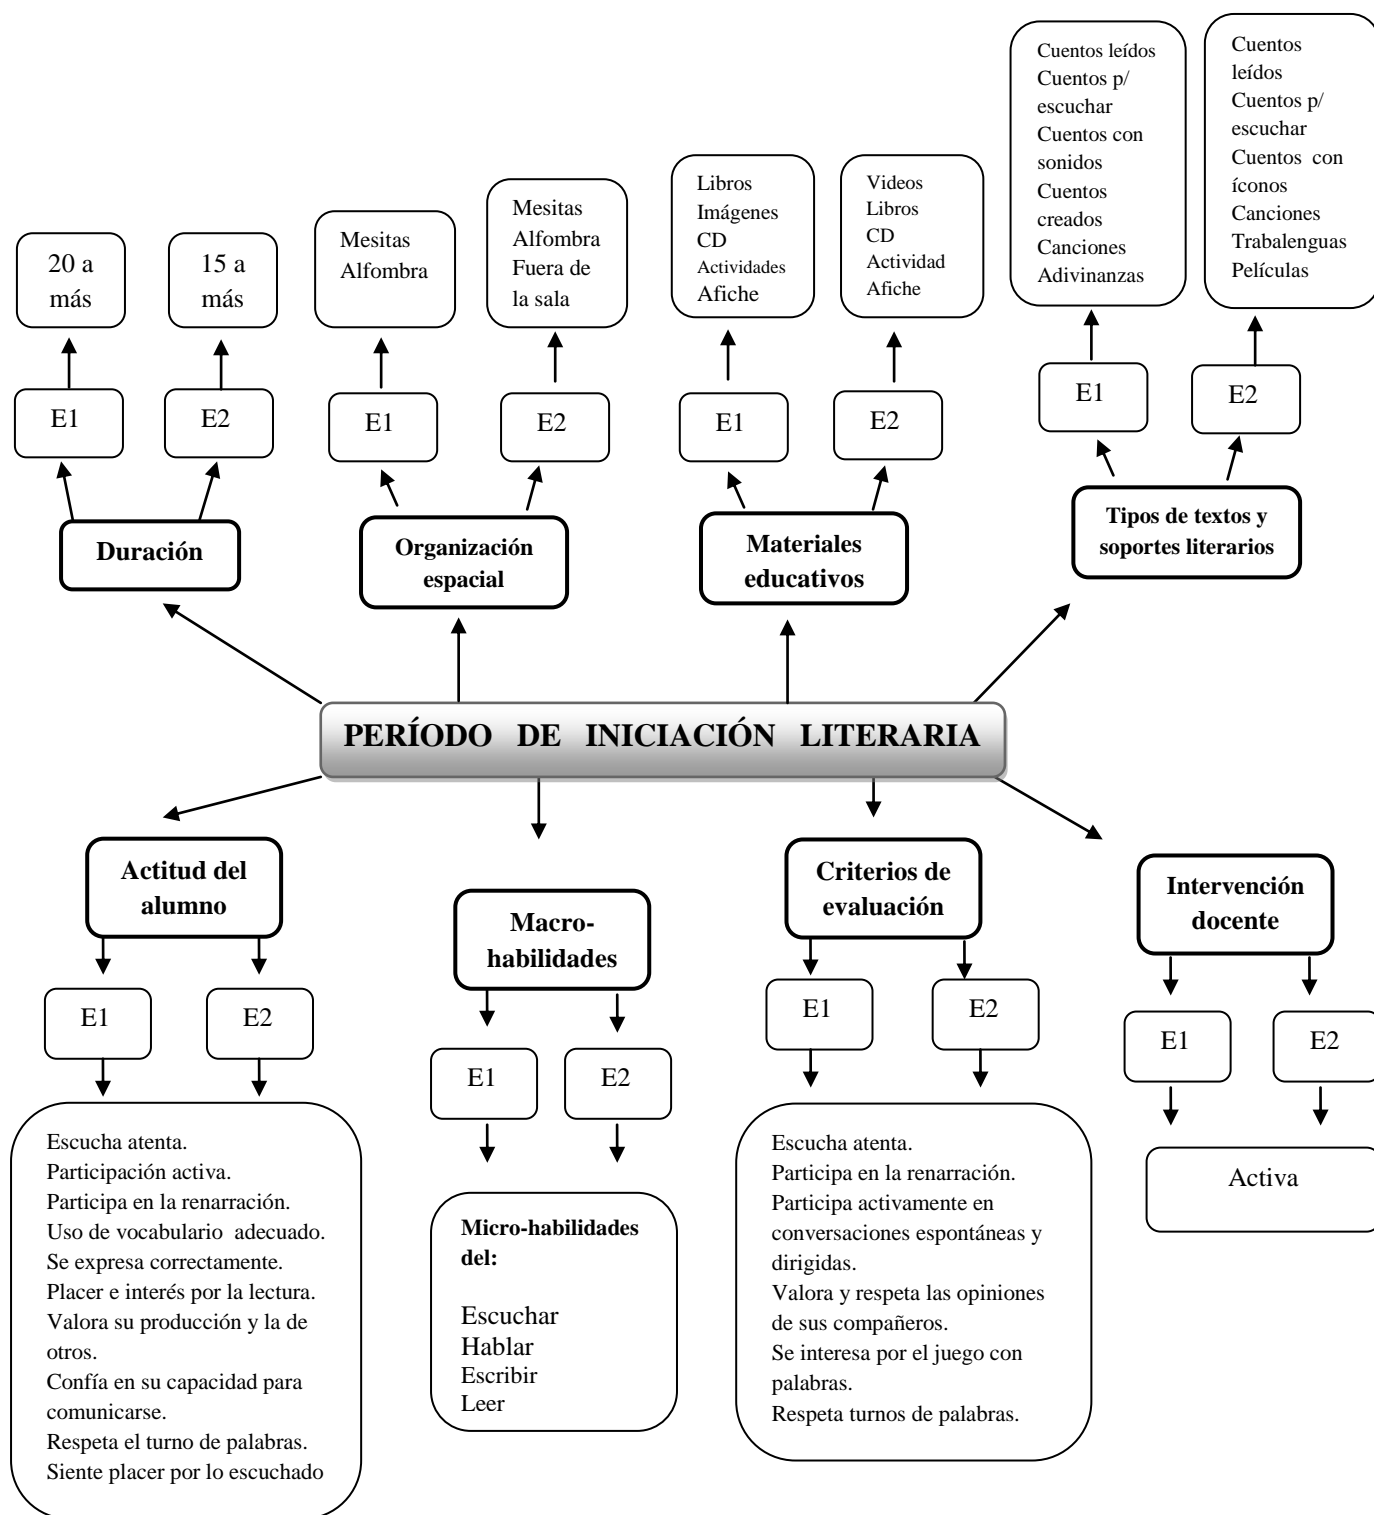 Cuentos leídos
Cuentos p/
escuchar
Cuentos con
sonidos
Cuentos
creados
Canciones
Adivinanzas
Cuentos
leídos
Cuentos p/
escuchar
Cuentos con
íconos
Canciones
Trabalenguas
Películas
20 a
más
15 a
más
Mesitas
Alfombra
Mesitas
Alfombra
Fuera de
la sala
Libros
Imágenes
CD
Actividades
Afiche
Videos
Libros
CD
Actividad
Afiche
E1
E2
E1
E2
E1
E2
E1
E2
Duración
Organización
espacial
Materiales
educativos
Tipos de textos y
soportes literarios
PERÍODO DE INICIACIÓN LITERARIA
Actitud del
alumno
Macro-
habilidades
Criterios de
evaluación
Intervención
docente
E1
E2
E1
E2
E1
E2
E1
E2
Escucha atenta.
Participación activa.
Participa en la renarración.
Uso de vocabulario adecuado.
Se expresa correctamente.
Placer e interés por la lectura.
Valora su producción y la de
otros.
Confía en su capacidad para
comunicarse.
Respeta el turno de palabras.
Siente placer por lo escuchado
Micro-habilidades
del:
Escuchar
Hablar
Escribir
Leer
Escucha atenta.
Participa en la renarración.
Participa activamente en
conversaciones espontáneas y
dirigidas.
Valora y respeta las opiniones
de sus compañeros.
Se interesa por el juego con
palabras.
Respeta turnos de palabras.
Activa